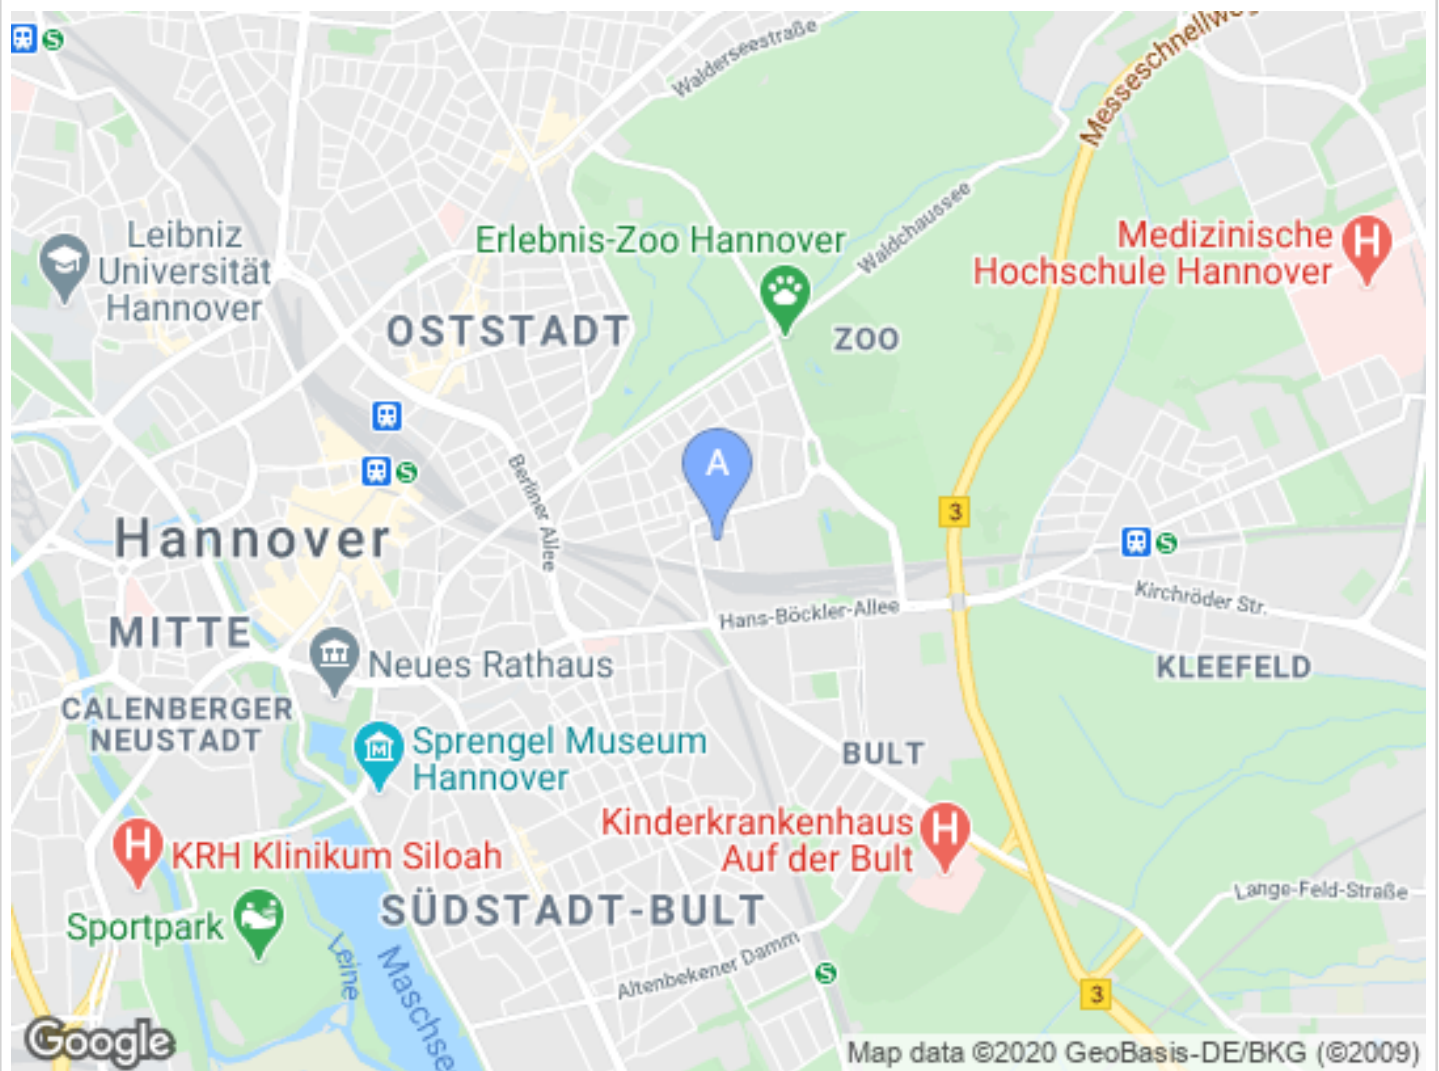 S
Walderseestraße
Messeschnellweg
Leibniz
Universität
Hannover
Erlebnis-Zoo Hannover
Waldchaussee
Medizinische
Hochschule Hannover
H
OSTSTADT
ZOO
A
S
Berliner Allee
3
Hannover
S
Kirchröder Str.
Hans-Böckler-Allee
MITTE
Neues Rathaus
KLEEFELD
CALENBERGER
NEUSTADT
Sprengel Museum
Hannover
M
BULT
Kinderkrankenhaus
Auf der Bult
H
H
KRH Klinikum Siloah
SÜDSTADT-BULT
Lange-Feld-Straße
Sportpark
Leine
Maschse
Altenbekener Damm
S
3
Google
Map data ©2020 GeoBasis-DE/BKG (©2009)